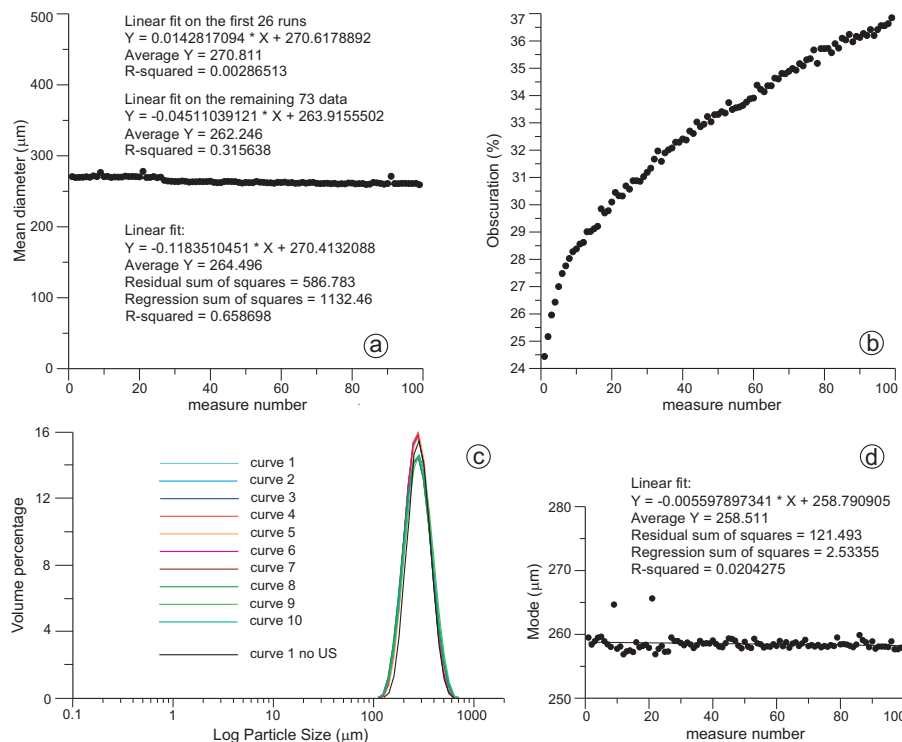 500
400
300
200
100
0
Mean diameter (μm)
Linear fit on the first 26 runs
Y = 0.0142817094 * X + 270.6178892
Average Y = 270.811
R-squared = 0.00286513
Linear fit on the remaining 73 data
Y = -0.04511039121 * X + 263.9155502
Average Y = 262.246
R-squared = 0.315638
Linear fit:
Y = -0.1183510451 * X + 270.4132088
Average Y = 264.496
Residual sum of squares = 586.783
Regression sum of squares = 1132.46
R-squared = 0.658698
a
0 20 40 60 80 100
measure number
37
36
35
34
33
32
31
30
29
28
27
26
25
24
Obscuration (%)
b
0 20 40 60 80 100
measure number
16
12
8
4
0
Volume percentage
c
curve 1
curve 2
curve 3
curve 4
curve 5
curve 6
curve 7
curve 8
curve 9
curve 10
curve 1 no US
0.1 1 10 100 1000
Log Particle Size (μm)
d
Linear fit:
Y = -0.005597897341 * X + 258.790905
Average Y = 258.511
Residual sum of squares = 121.493
Regression sum of squares = 2.53355
R-squared = 0.0204275
280
270
260
250
Mode (μm)
0 20 40 60 80 100
measure number